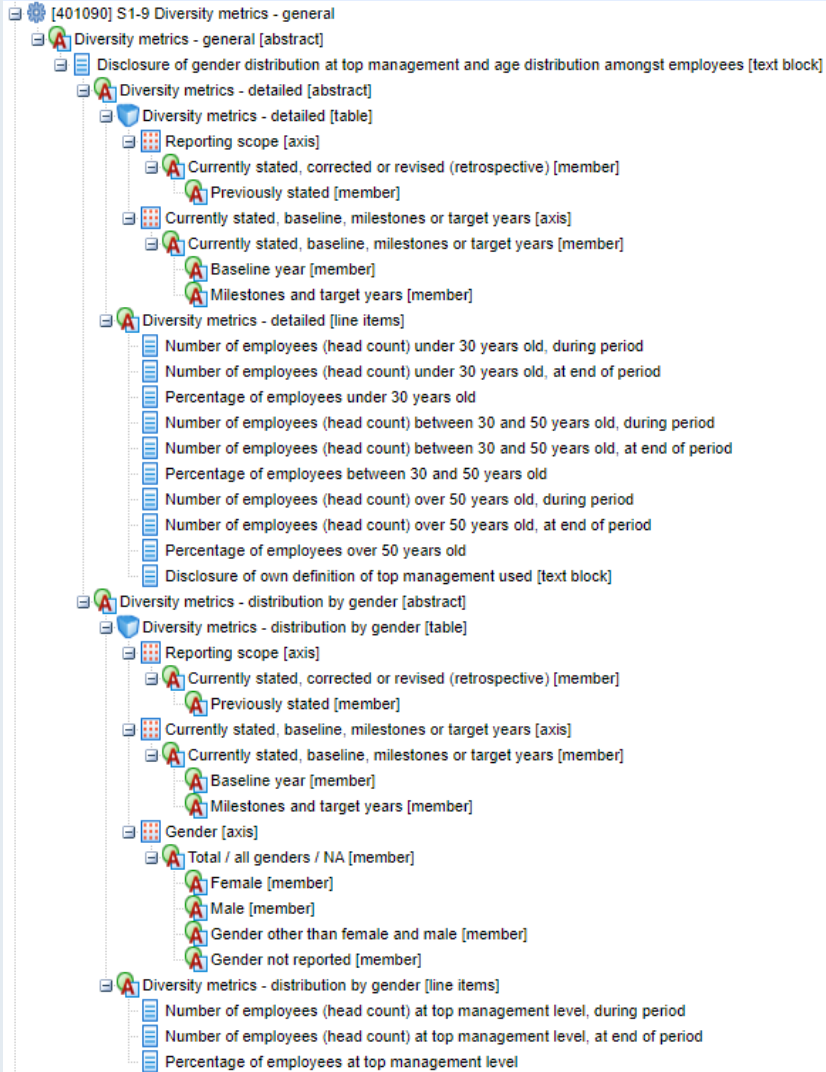 [401090] S1-9 Diversity metrics - general
Diversity metrics - general [abstract]
Disclosure of gender distribution at top management and age distribution amongst employees [text block]
Diversity metrics - detailed [abstract]
Diversity metrics - detailed [table]
Reporting scope [axis]
Currently stated, corrected or revised (retrospective) [member]
Previously stated [member]
Currently stated, baseline, milestones or target years [axis]
Currently stated, baseline, milestones or target years [member]
Baseline year [member]
Milestones and target years [member]
Diversity metrics - detailed [line items]
Number of employees (head count) under 30 years old, during period
Number of employees (head count) under 30 years old, at end of period
Percentage of employees under 30 years old
Number of employees (head count) between 30 and 50 years old, during period
Number of employees (head count) between 30 and 50 years old, at end of period
Percentage of employees between 30 and 50 years old
Number of employees (head count) over 50 years old, during period
Number of employees (head count) over 50 years old, at end of period
Percentage of employees over 50 years old
Disclosure of own definition of top management used [text block]
Diversity metrics - distribution by gender [abstract]
Diversity metrics - distribution by gender [table]
Reporting scope [axis]
Currently stated, corrected or revised (retrospective) [member]
Previously stated [member]
Currently stated, baseline, milestones or target years [axis]
Currently stated, baseline, milestones or target years [member]
Baseline year [member]
Milestones and target years [member]
Gender [axis]
Total / all genders / NA [member]
Female [member]
Male [member]
Gender other than female and male [member]
Gender not reported [member]
Diversity metrics - distribution by gender [line items]
Number of employees (head count) at top management level, during period
Number of employees (head count) at top management level, at end of period
Percentage of employees at top management level